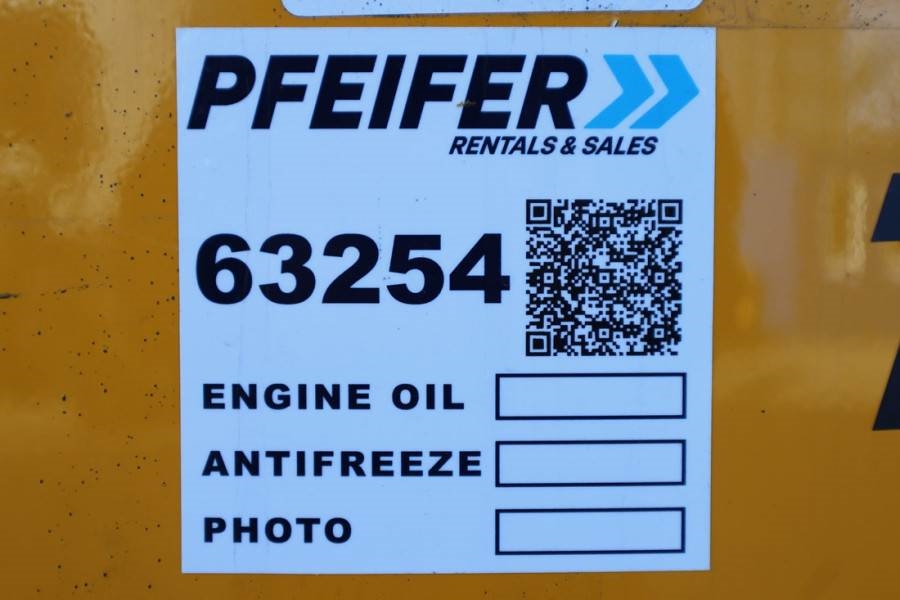 PFEIFER
RENTALS & SALES
63254
ENGINE OIL
ANTIFREEZE
PHOTO